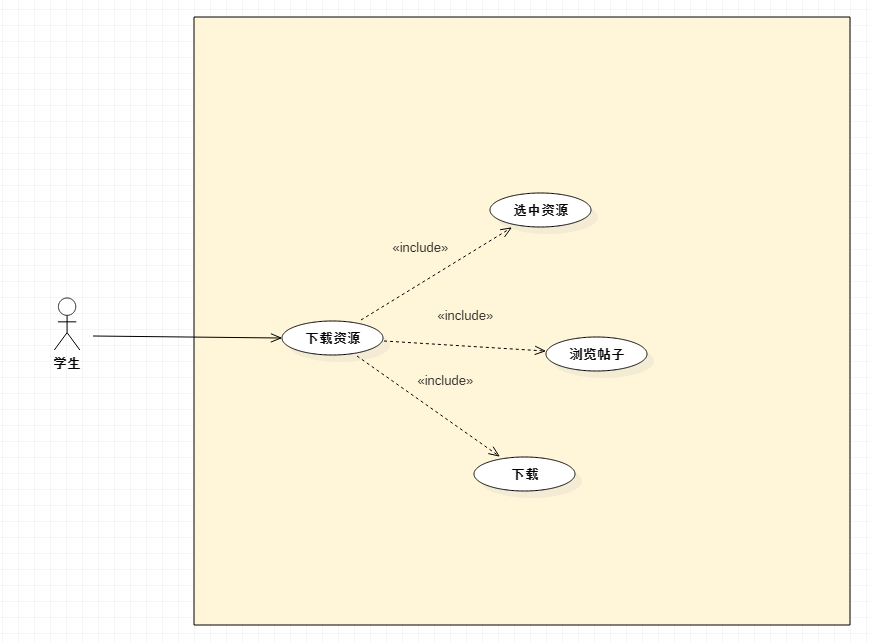 选中资源
«include»
«include»
下载资源
浏览帖子
学生
«include»
下载